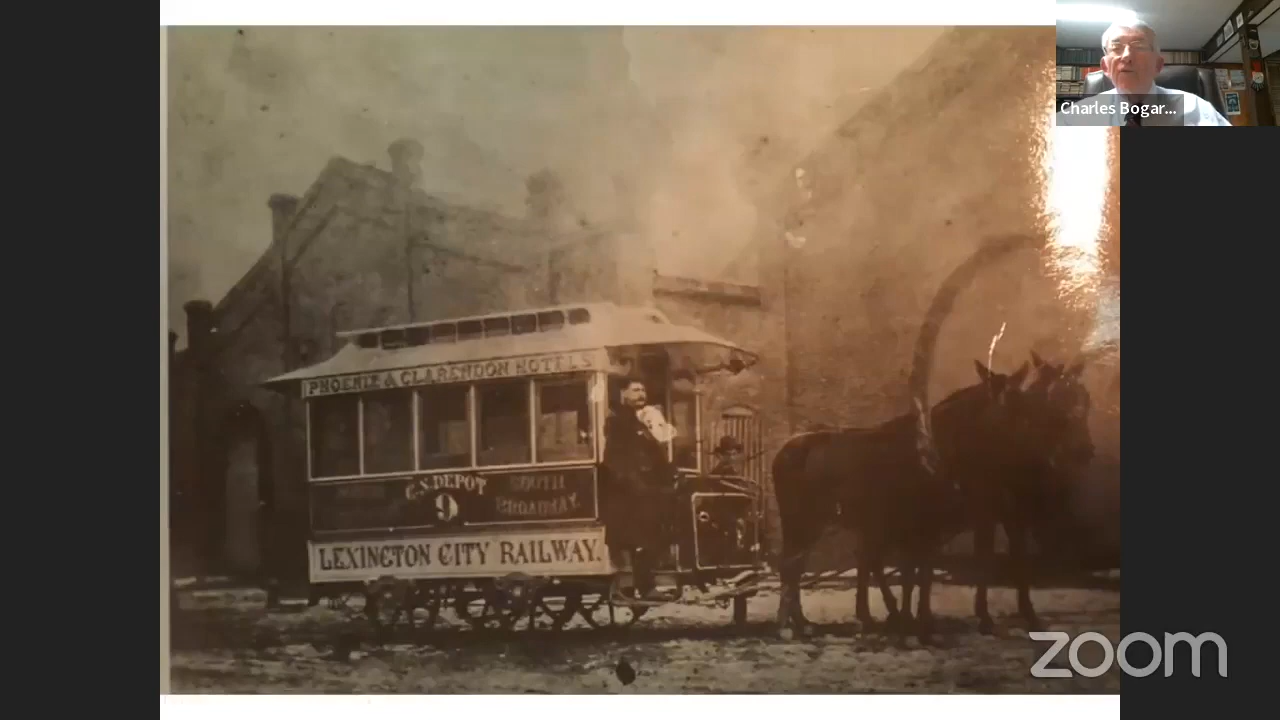 Charles Bogar...
PHOENIX & CLARENDON HOTELS
C.S. DEPOT
9
SOUTH
BROADWAY
LEXINGTON CITY RAILWAY.
zoom